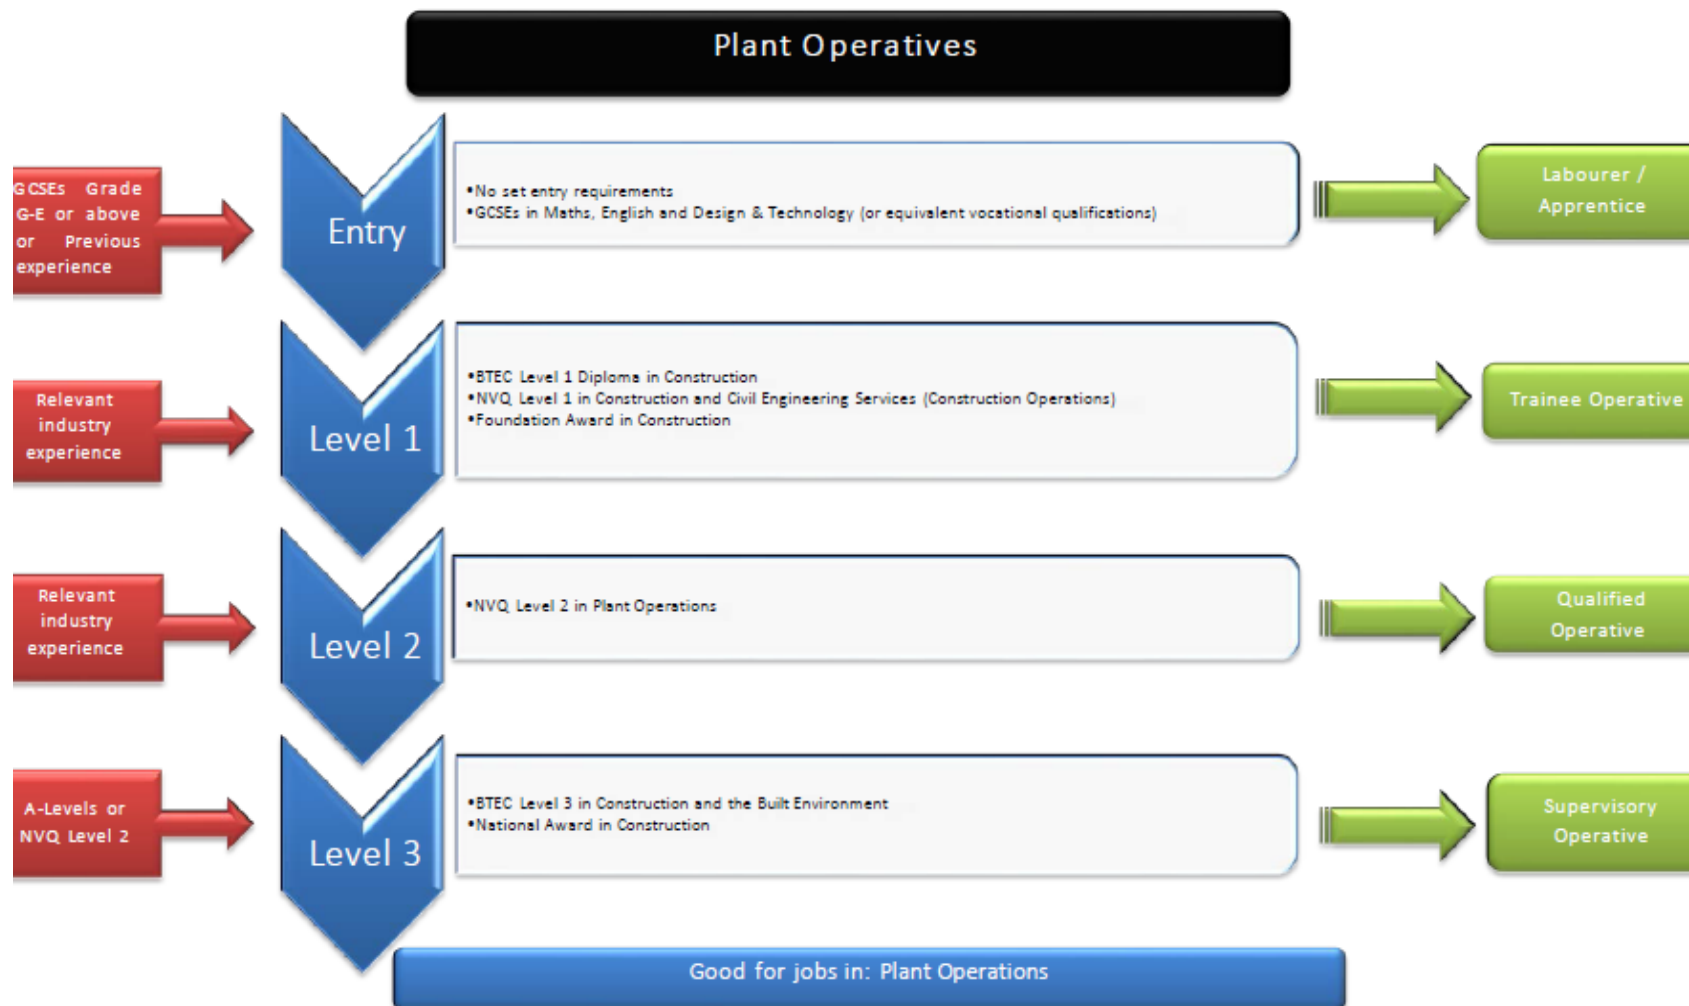 Plant Operatives
GCSEs Grade
G-E or above
or Previous
experience
Entry
•No set entry requirements
•GCSEs in Maths, English and Design & Technology (or equivalent vocational qualifications)
Labourer /
Apprentice
Relevant
industry
experience
Level 1
•BTEC Level 1 Diploma in Construction
•NVQ Level 1 in Construction and Civil Engineering Services (Construction Operations)
•Foundation Award in Construction
Trainee Operative
Relevant
industry
experience
Level 2
•NVQ Level 2 in Plant Operations
Qualified
Operative
A-Levels or
NVQ Level 2
Level 3
•BTEC Level 3 in Construction and the Built Environment
•National Award in Construction
Supervisory
Operative
Good for jobs in: Plant Operations